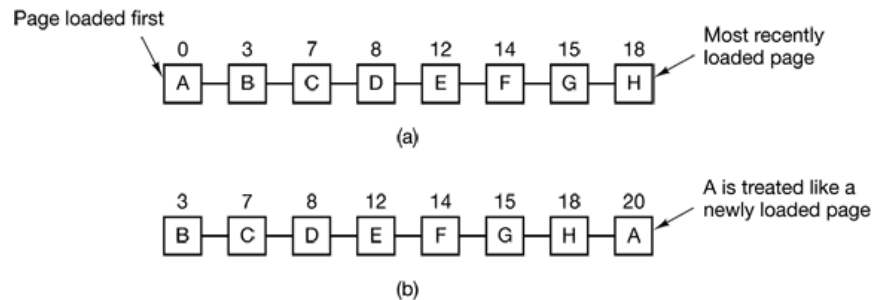 Page loaded first
0 3 7 8 12 14 15 18
Most recently
loaded page
A B C D E F G H
(a)
3 7 8 12 14 15 18 20
A is treated like a
newly loaded page
B C D E F G H A
(b)